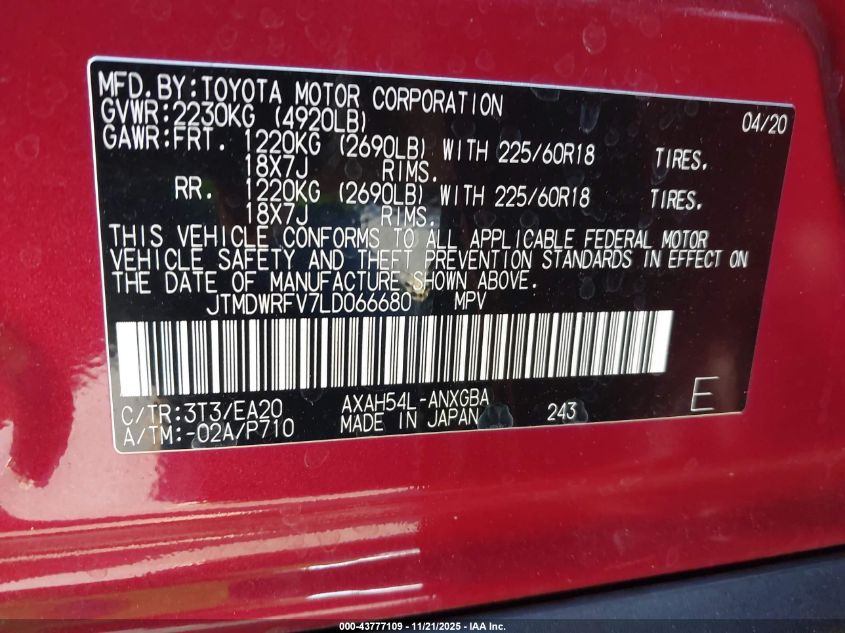 MFD.BY:TOYOTA MOTOR CORPORATION 04/20
GVWR:2230KG (4920LB)
GAWR:FRT. 1220KG (2690LB) WITH 225/60R18 TIRES.
18X7J RIMS.
RR. 1220KG (2690LB) WITH 225/60R18 TIRES.
18X7J RIMS.
THIS VEHICLE CONFORMS TO ALL APPLICABLE FEDERAL MOTOR
VEHICLE SAFETY AND THEFT PREVENTION STANDARDS IN EFFECT ON
THE DATE OF MANUFACTURE SHOWN ABOVE.
JTMDWRFV7LD066680 MPV
C/TR:3T3/EA20 AXAH54L-ANXGBA 243 E
A/TM:-02A/P710 MADE IN JAPAN
000-43777109 - 11/21/2025 - IAA Inc.